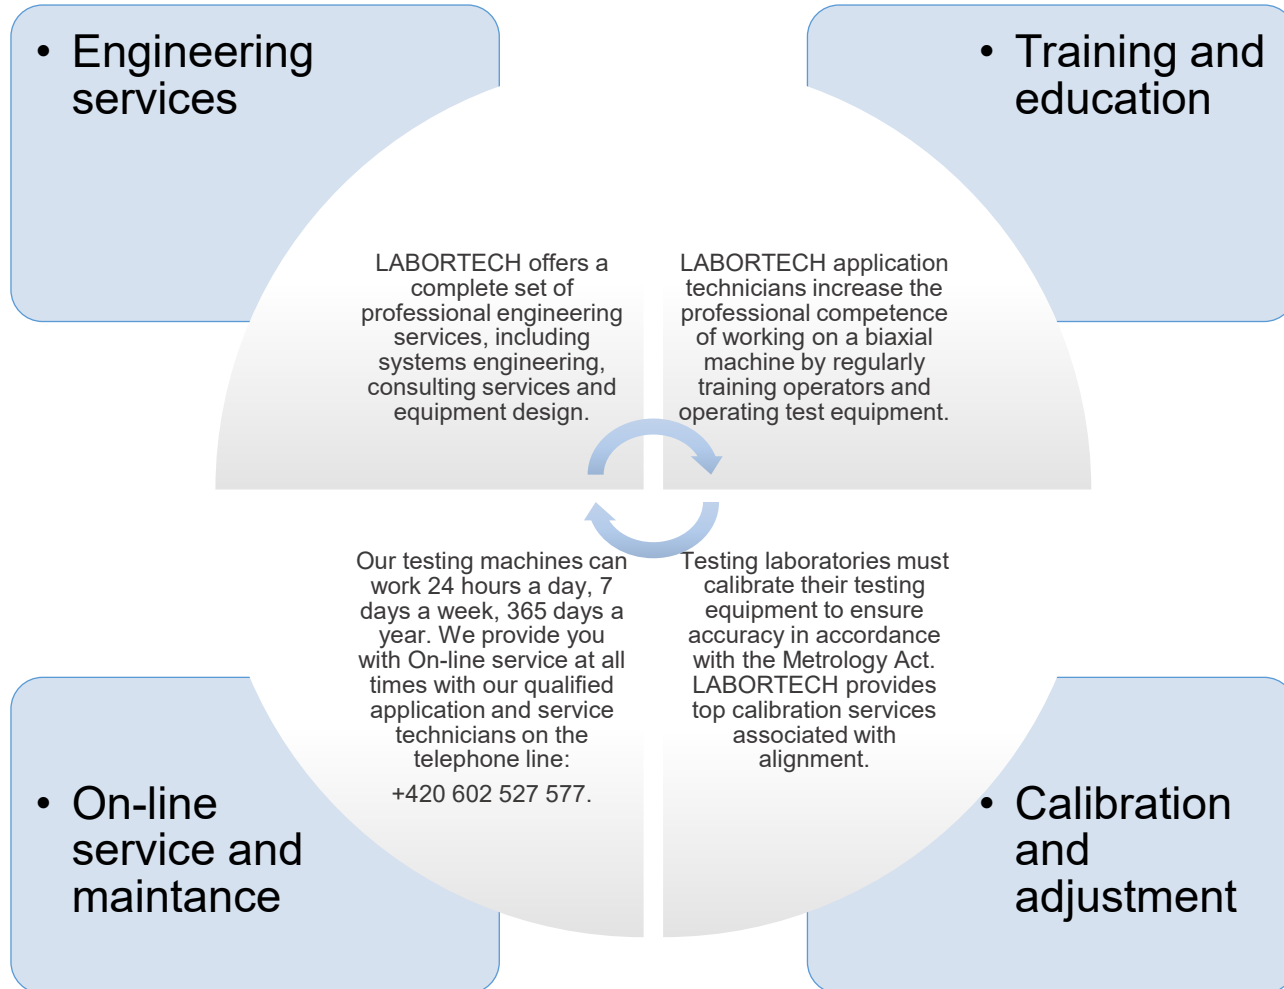 • Engineering
services
• Training and
education
LABORTECH offers a
complete set of
professional engineering
services, including
systems engineering,
consulting services and
equipment design.
LABORTECH application
technicians increase the
professional competence
of working on a biaxial
machine by regularly
training operators and
operating test equipment.
Our testing machines can
work 24 hours a day, 7
days a week, 365 days a
year. We provide you
with On-line service at all
times with our qualified
application and service
technicians on the
telephone line:
+420 602 527 577.
Testing laboratories must
calibrate their testing
equipment to ensure
accuracy in accordance
with the Metrology Act.
LABORTECH provides
top calibration services
associated with
alignment.
• On-line
service and
maintance
• Calibration
and
adjustment